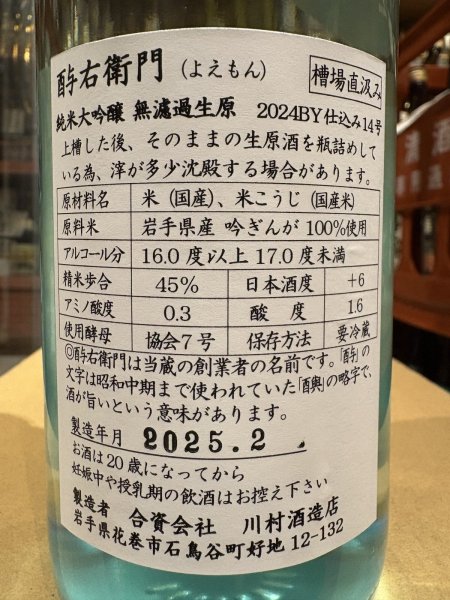 酉与右衛門 (よえもん) 槽場直汲み
純米大吟醸 無濾過生原 2024BY仕込み14号
上槽した後、そのままの生原酒を瓶詰めして
いる為、滓が多少沈殿する場合があります。
原材料名 米(国産)、米こうじ(国産米)
原料米 岩手県産 吟ぎんが 100%使用
アルコール分 16.0度以上17.0度未満
精米歩合 45% 日本酒度 +6
アミノ酸度 0.3 酸度 1.6
使用酵母 協会7号 保存方法 要冷蔵
◎酉与右衛門は当蔵の創業者の名前です。「酉与」の
文字は昭和中期まで使われていた「酉與」の略字で、
酒が旨いという意味があります。
製造年月 2025.2
お酒は20歳になってから
妊娠中や授乳期の飲酒はお控え下さい
製造者 合資会社 川村酒造店
岩手県花巻市石鳥谷町好地12-132